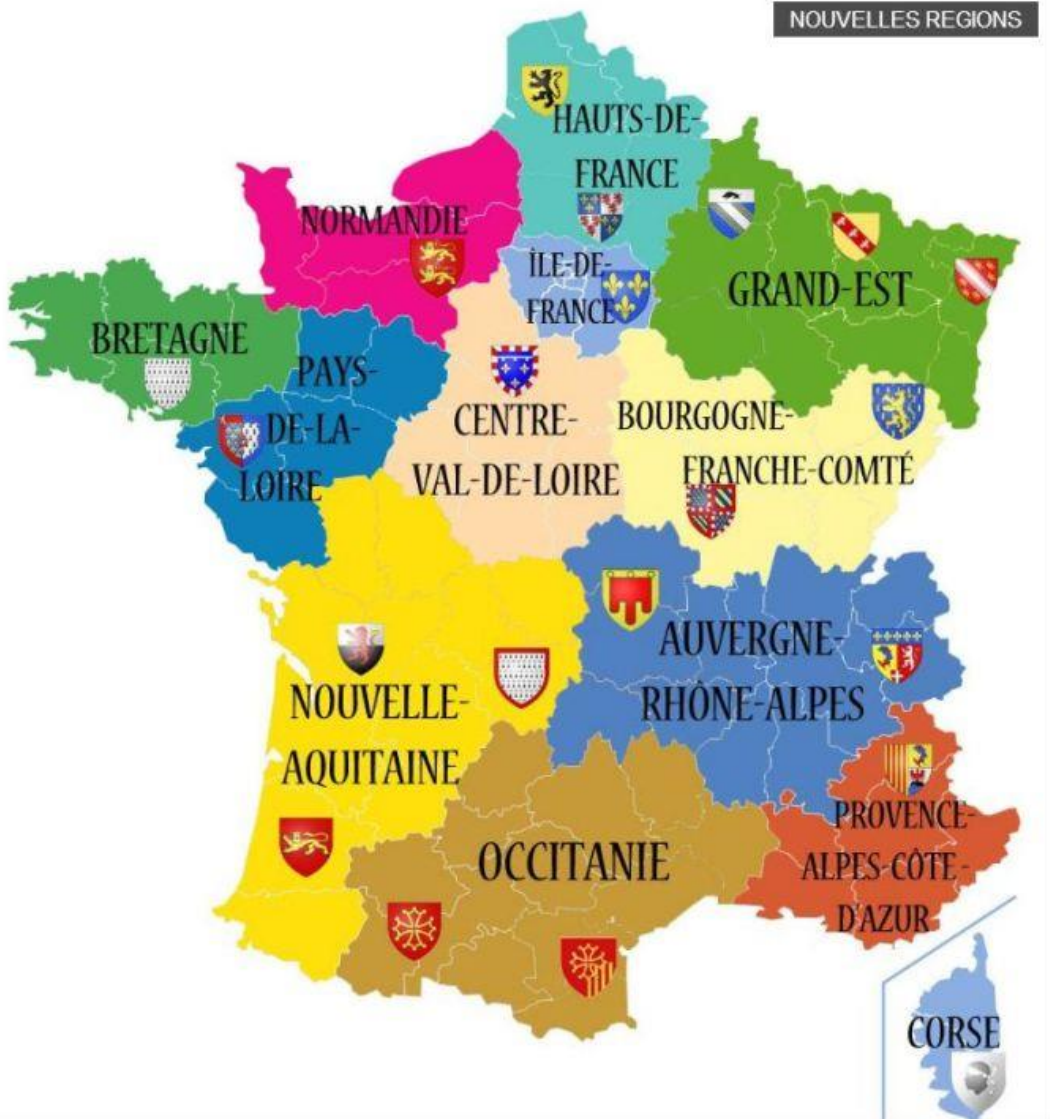 NOUVELLES REGIONS
HAUTS-DE-
FRANCE
NORMANDIE
ÎLE-DE-
FRANCE
GRAND-EST
BRETAGNE
PAYS-
DE-LA-
LOIRE
CENTRE-
VAL-DE-LOIRE
BOURGOGNE-
FRANCHE-COMTÉ
AUVERGNE-
RHÔNE-ALPES
NOUVELLE-
AQUITAINE
OCCITANIE
PROVENCE-
ALPES-CÔTE-
D'AZUR
CORSE